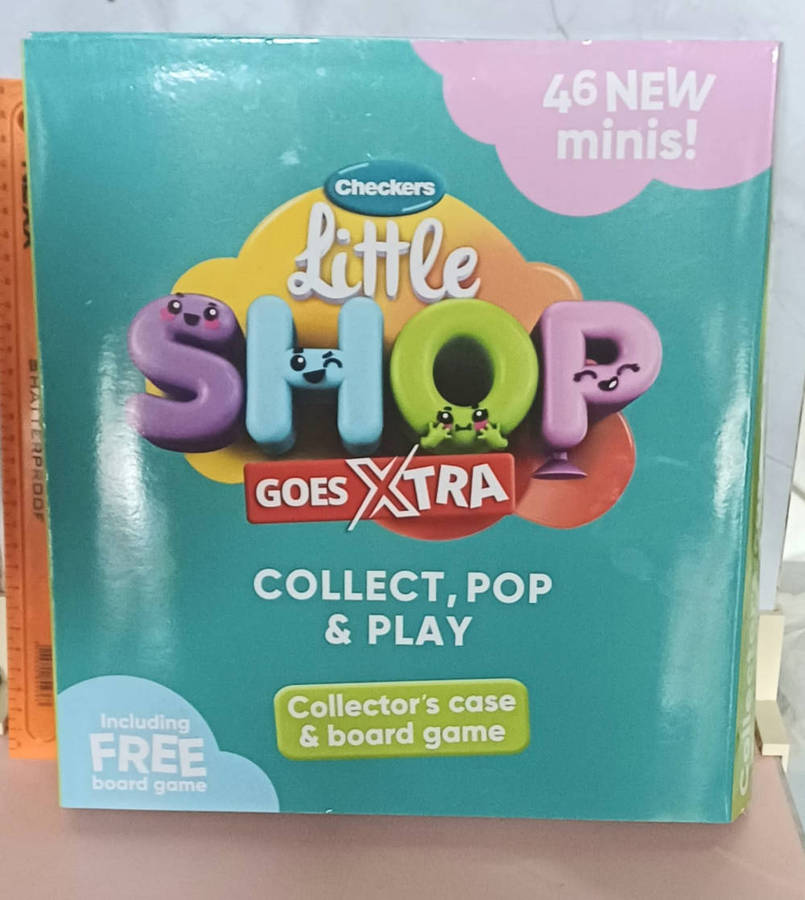 46 NEW
minis!
Checkers
Little
SHOP
GOES XTRA
COLLECT, POP
& PLAY
Collector's case
& board game
Including
FREE
board game
SHATTERPROOF